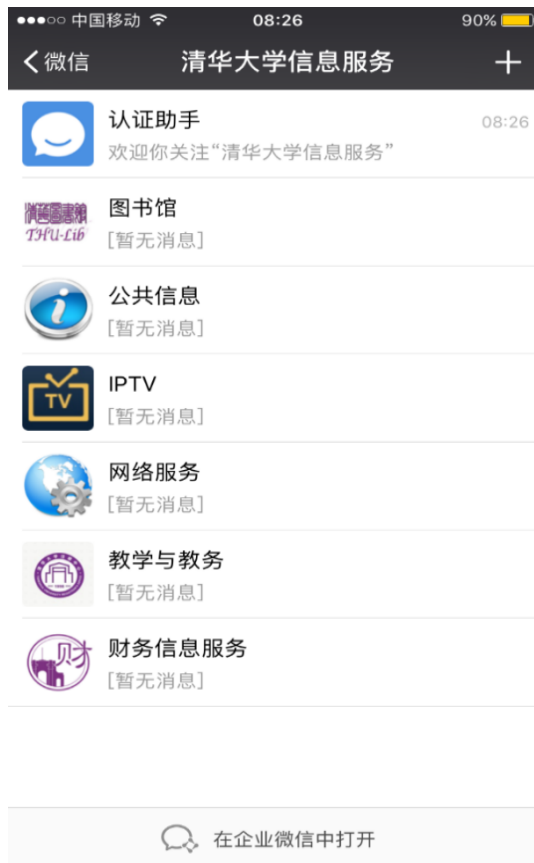 中国移动 08:26 90%
微信 清华大学信息服务
认证助手 08:26
欢迎你关注“清华大学信息服务”
图书馆
THU-Lib
[暂无消息]
公共信息
[暂无消息]
IPTV
TV
[暂无消息]
网络服务
[暂无消息]
教学与教务
[暂无消息]
财务信息服务
财
[暂无消息]
在企业微信中打开